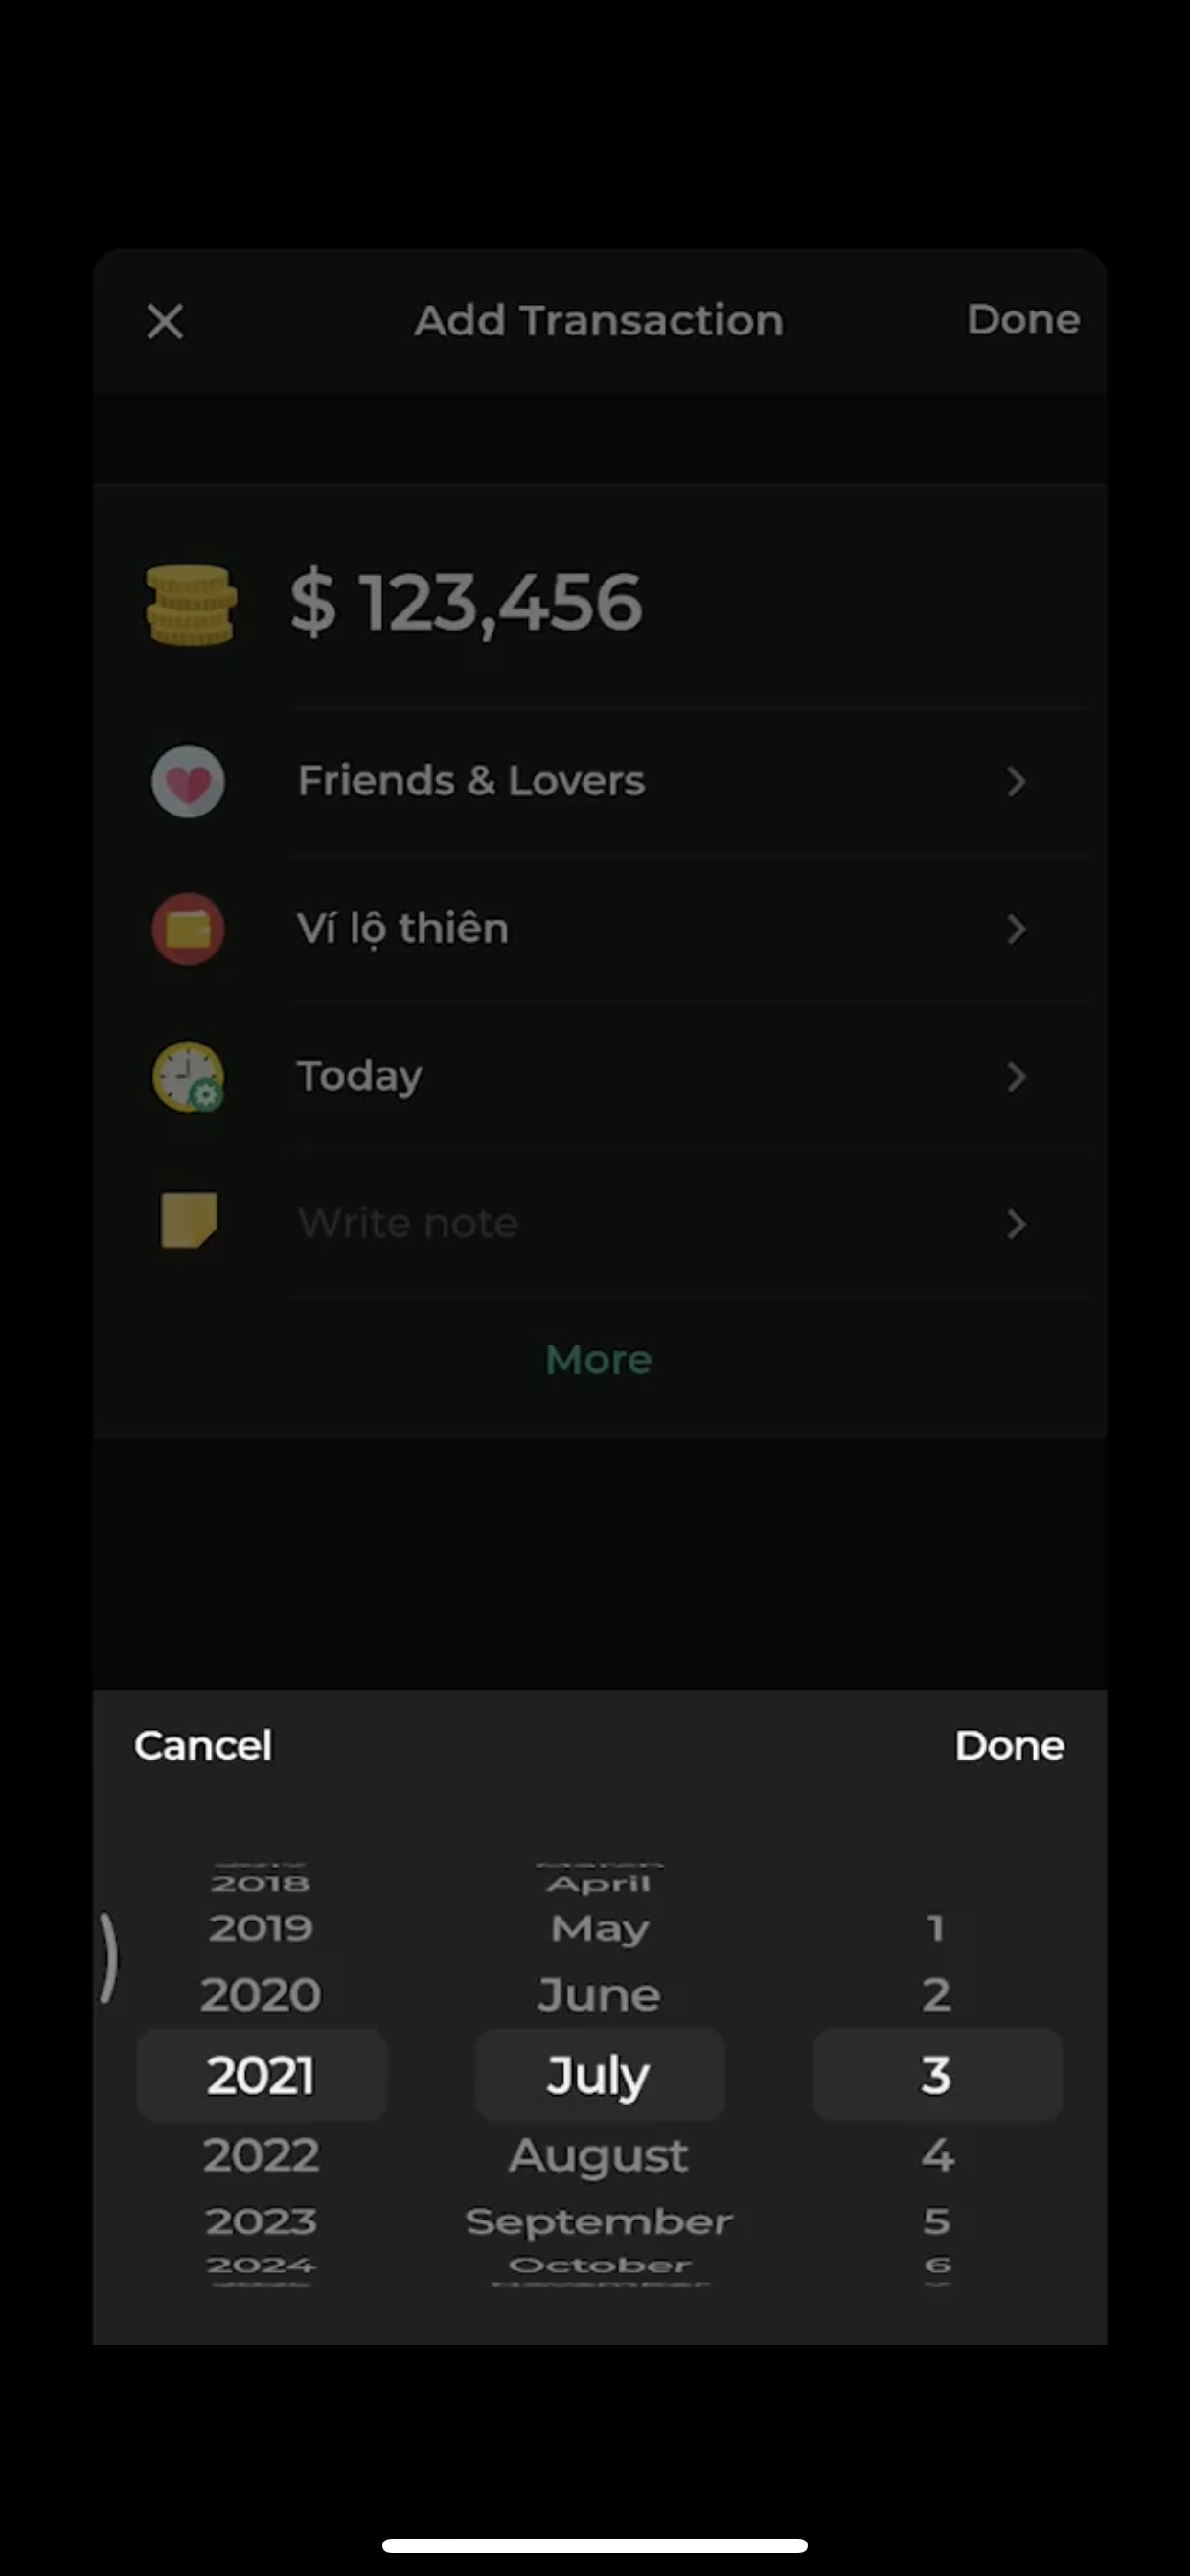 Add Transaction
Done
$ 123,456
Friends & Lovers
Ví lộ thiên
Today
Write note
More
Cancel
Done
2018 April
2019 May 1
2020 June 2
2021 July 3
2022 August 4
2023 September 5
2024 October 6